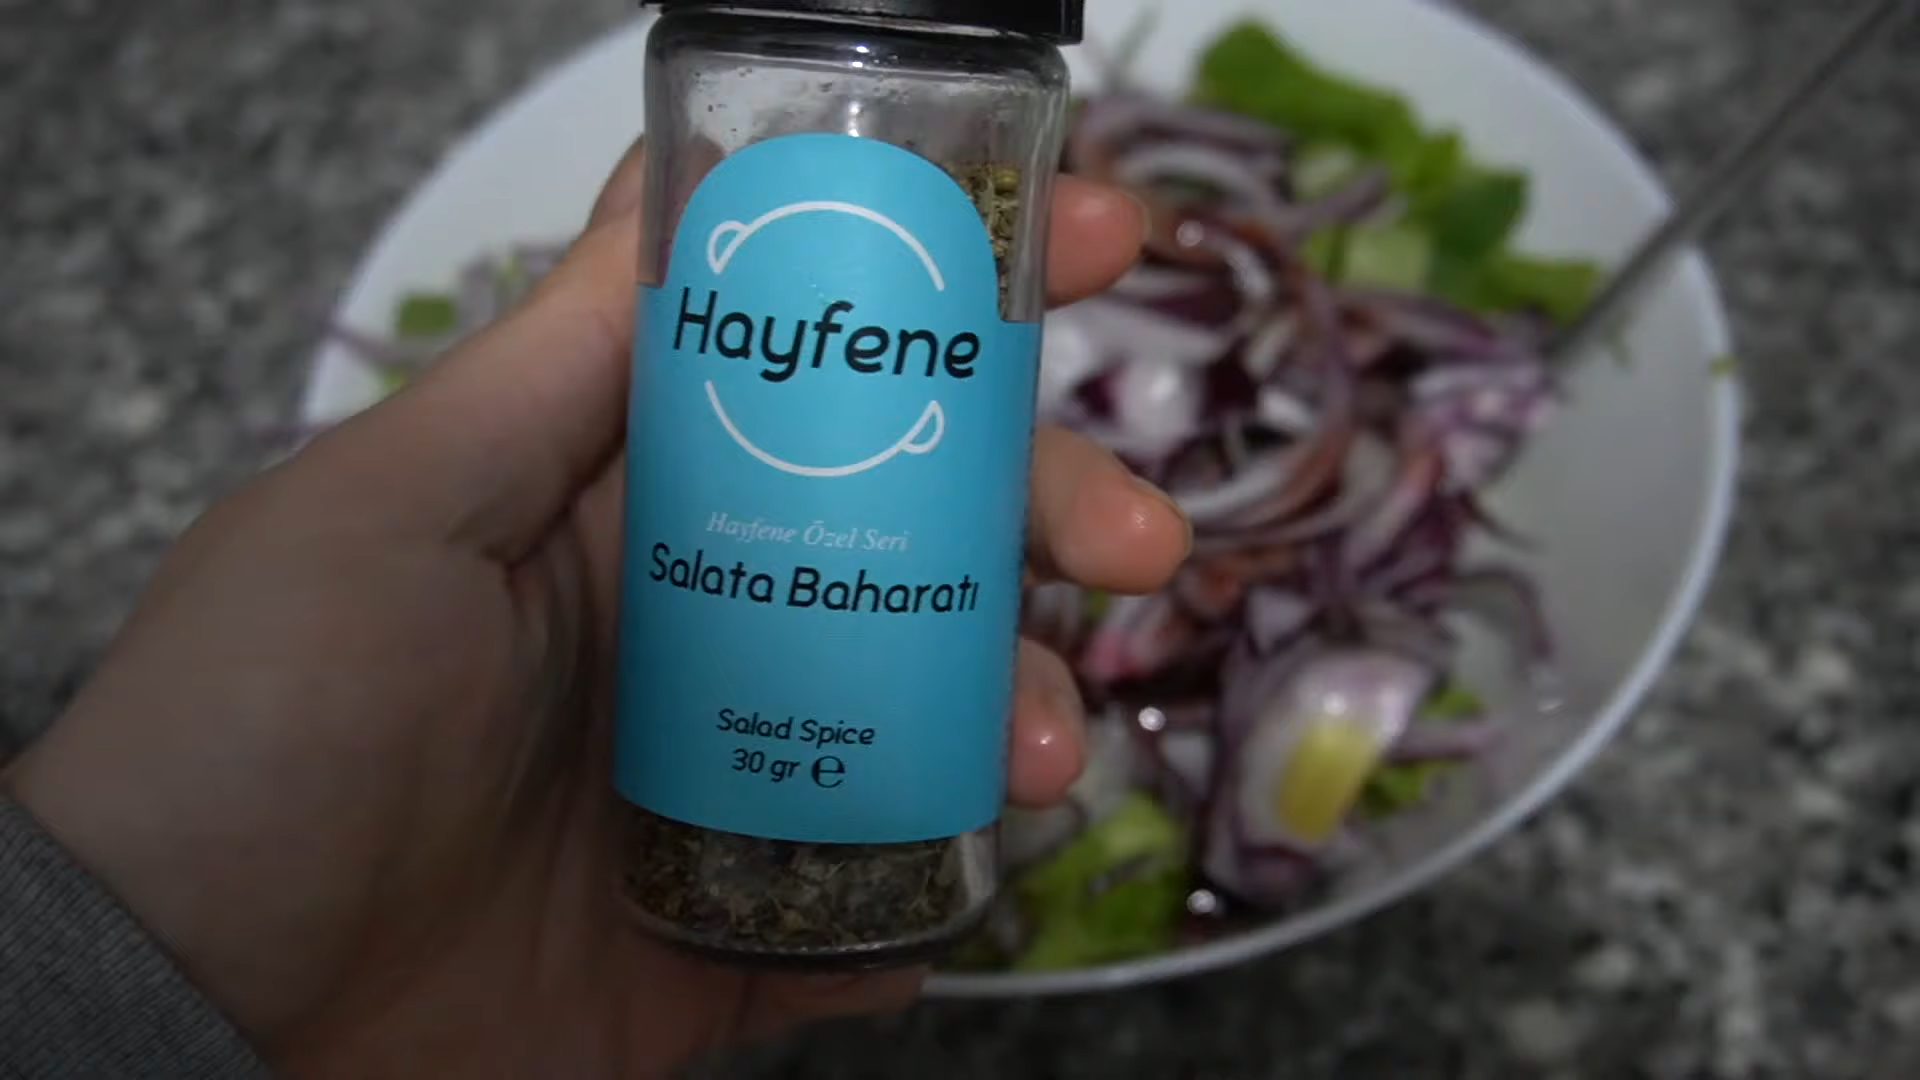 Hayfene
Hayfene Özel Seri
Salata Baharatı
Salad Spice
30 gr ℮